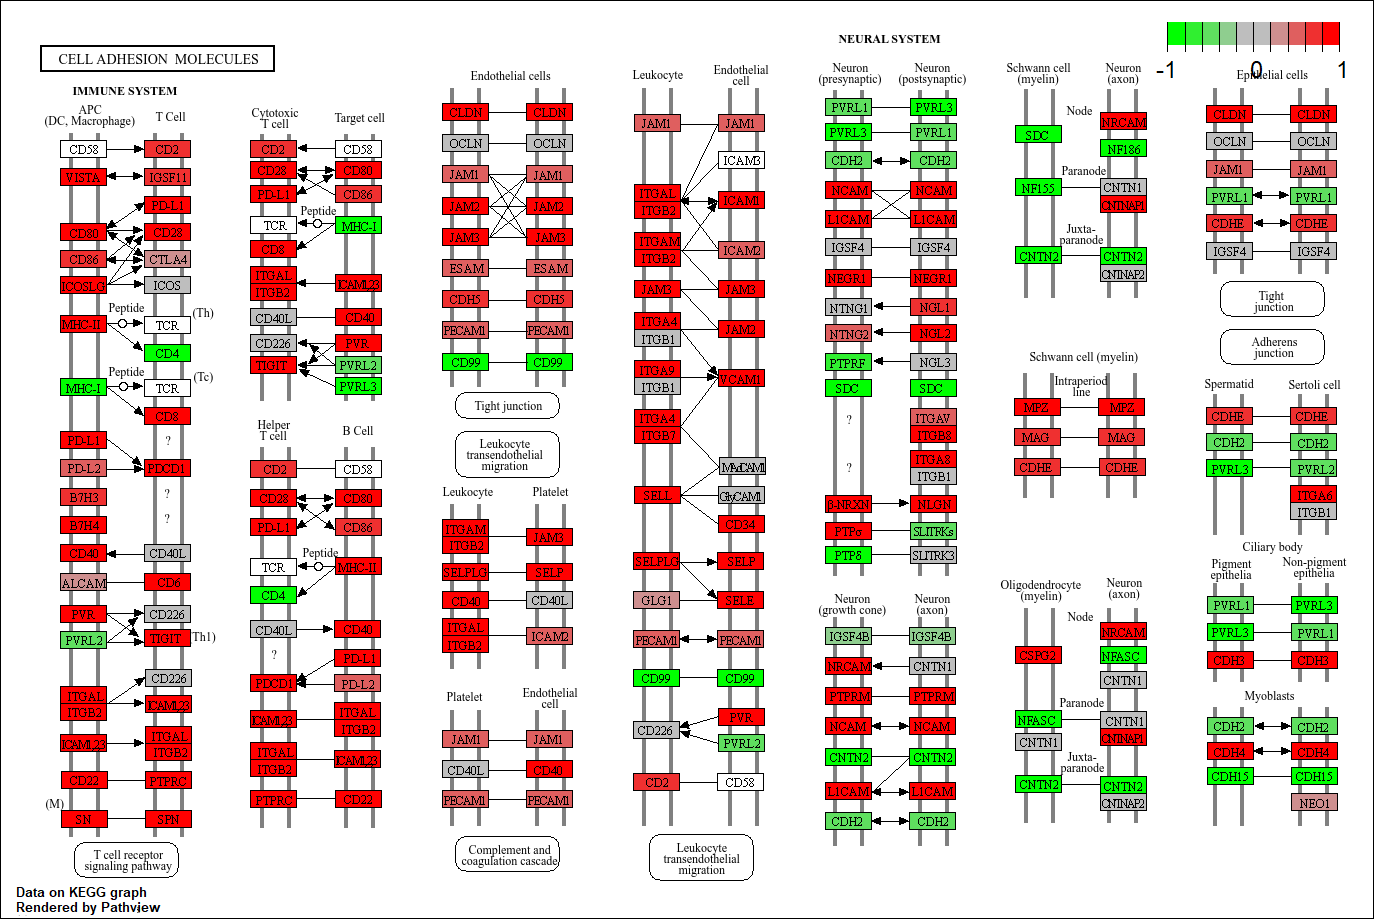 CELL ADHESION MOLECULES
-1
0
1
IMMUNE SYSTEM
APC
(DC, Macrophage)
T Cell
CD58
CD2
VISTA
IGSF11
PD-L1
CD80
CD28
CD86
CTLA4
ICOSLG
ICOS
Peptide
(Th)
MHC-II
TCR
CD4
Peptide
(Tc)
MHC-I
TCR
CD8
PD-L1
?
PD-L2
PDCD1
B7H3
?
B7H4
?
CD40
CD40L
ALCAM
CD6
PVR
CD226
PVRL2
TIGIT
Th1)
CD226
ITGAL
ITGB2
ICAML23
ICAML23
ITGAL
ITGB2
CD22
PTPRC
(M)
SN
SPN
T cell receptor
signaling pathway
Cytotoxic
T cell
Target cell
CD2
CD58
CD28
CD80
PD-L1
CD86
Peptide
TCR
MHC-I
CD8
ITGAL
ITGB2
ICAML23
CD40L
CD40
CD226
PVR
TIGIT
PVRL2
PVRL3
Helper
T cell
B Cell
CD2
CD58
CD28
CD80
PD-L1
CD86
Peptide
TCR
MHC-II
CD4
CD40L
CD40
?
PD-L1
PDCD1
PD-L2
ICAML23
ITGAL
ITGB2
ITGAL
ITGB2
ICAML23
PTPRC
CD22
Endothelial cells
CLDN
CLDN
OCLN
OCLN
JAM1
JAM1
JAM2
JAM2
JAM3
JAM3
ESAM
ESAM
CDH5
CDH5
PECAM1
PECAM1
CD99
CD99
Tight junction
Leukocyte
transendothelial
migration
Leukocyte
Platelet
ITGAM
ITGB2
JAM3
SELPLG
SELP
CD40
CD40L
ITGAL
ITGB2
ICAM2
Platelet
Endothelial
cell
JAM1
JAM1
CD40L
CD40
PECAM1
PECAM1
Complement and
coagulation cascade
Leukocyte
Endothelial
cell
JAM1
JAM1
ICAM3
ITGAL
ITGB2
ICAM1
ITGAM
ITGB2
ICAM2
JAM3
JAM3
ITGA4
ITGB1
JAM2
ITGA9
ITGB1
VCAM1
ITGA4
ITGB7
MAdCAM1
SELL
GlyCAM1
CD34
SELPLG
SELP
GLG1
SELE
PECAM1
PECAM1
CD99
CD99
CD226
PVR
PVRL2
CD2
CD58
Leukocyte
transendothelial
migration
NEURAL SYSTEM
Neuron
(presynaptic)
Neuron
(postsynaptic)
PVRL1
PVRL3
PVRL3
PVRL1
CDH2
CDH2
NCAM
NCAM
L1CAM
L1CAM
IGSF4
IGSF4
NEGR1
NEGR1
NTNG1
NGL1
NTNG2
NGL2
PTPRF
NGL3
SDC
SDC
?
ITGAV
ITGB8
?
ITGA8
ITGB1
β-NRXN
NLGN
PTPσ
SLITRKs
PTPδ
SLITRK3
Neuron
(growth cone)
Neuron
(axon)
IGSF4B
IGSF4B
NRCAM
CNTN1
PTPRM
PTPRM
NCAM
NCAM
CNTN2
CNTN2
L1CAM
L1CAM
CDH2
CDH2
Schwann cell
(myelin)
Neuron
(axon)
Node
NRCAM
SDC
NF186
Paranode
NF155
CNTN1
CNTNAP1
Juxta-
paranode
CNTN2
CNTN2
CNTNAP2
Schwann cell (myelin)
Intraperiod
line
MPZ
MPZ
MAG
MAG
CDHE
CDHE
Oligodendrocyte
(myelin)
Neuron
(axon)
Node
NRCAM
CSPG2
NFASC
CNTN1
Paranode
NFASC
CNTN1
CNTN1
CNTNAP1
Juxta-
paranode
CNTN2
CNTN2
CNTNAP2
Epithelial cells
CLDN
CLDN
OCLN
OCLN
JAM1
JAM1
PVRL1
PVRL1
CDHE
CDHE
IGSF4
IGSF4
Tight
junction
Adherens
junction
Spermatid
Sertoli cell
CDHE
CDHE
CDH2
CDH2
PVRL3
PVRL2
ITGA6
ITGB1
Ciliary body
Pigment
epithelia
Non-pigment
epithelia
PVRL1
PVRL3
PVRL3
PVRL1
CDH3
CDH3
Myoblasts
CDH2
CDH2
CDH4
CDH4
CDH15
CDH15
NEO1
Data on KEGG graph
Rendered by Pathview